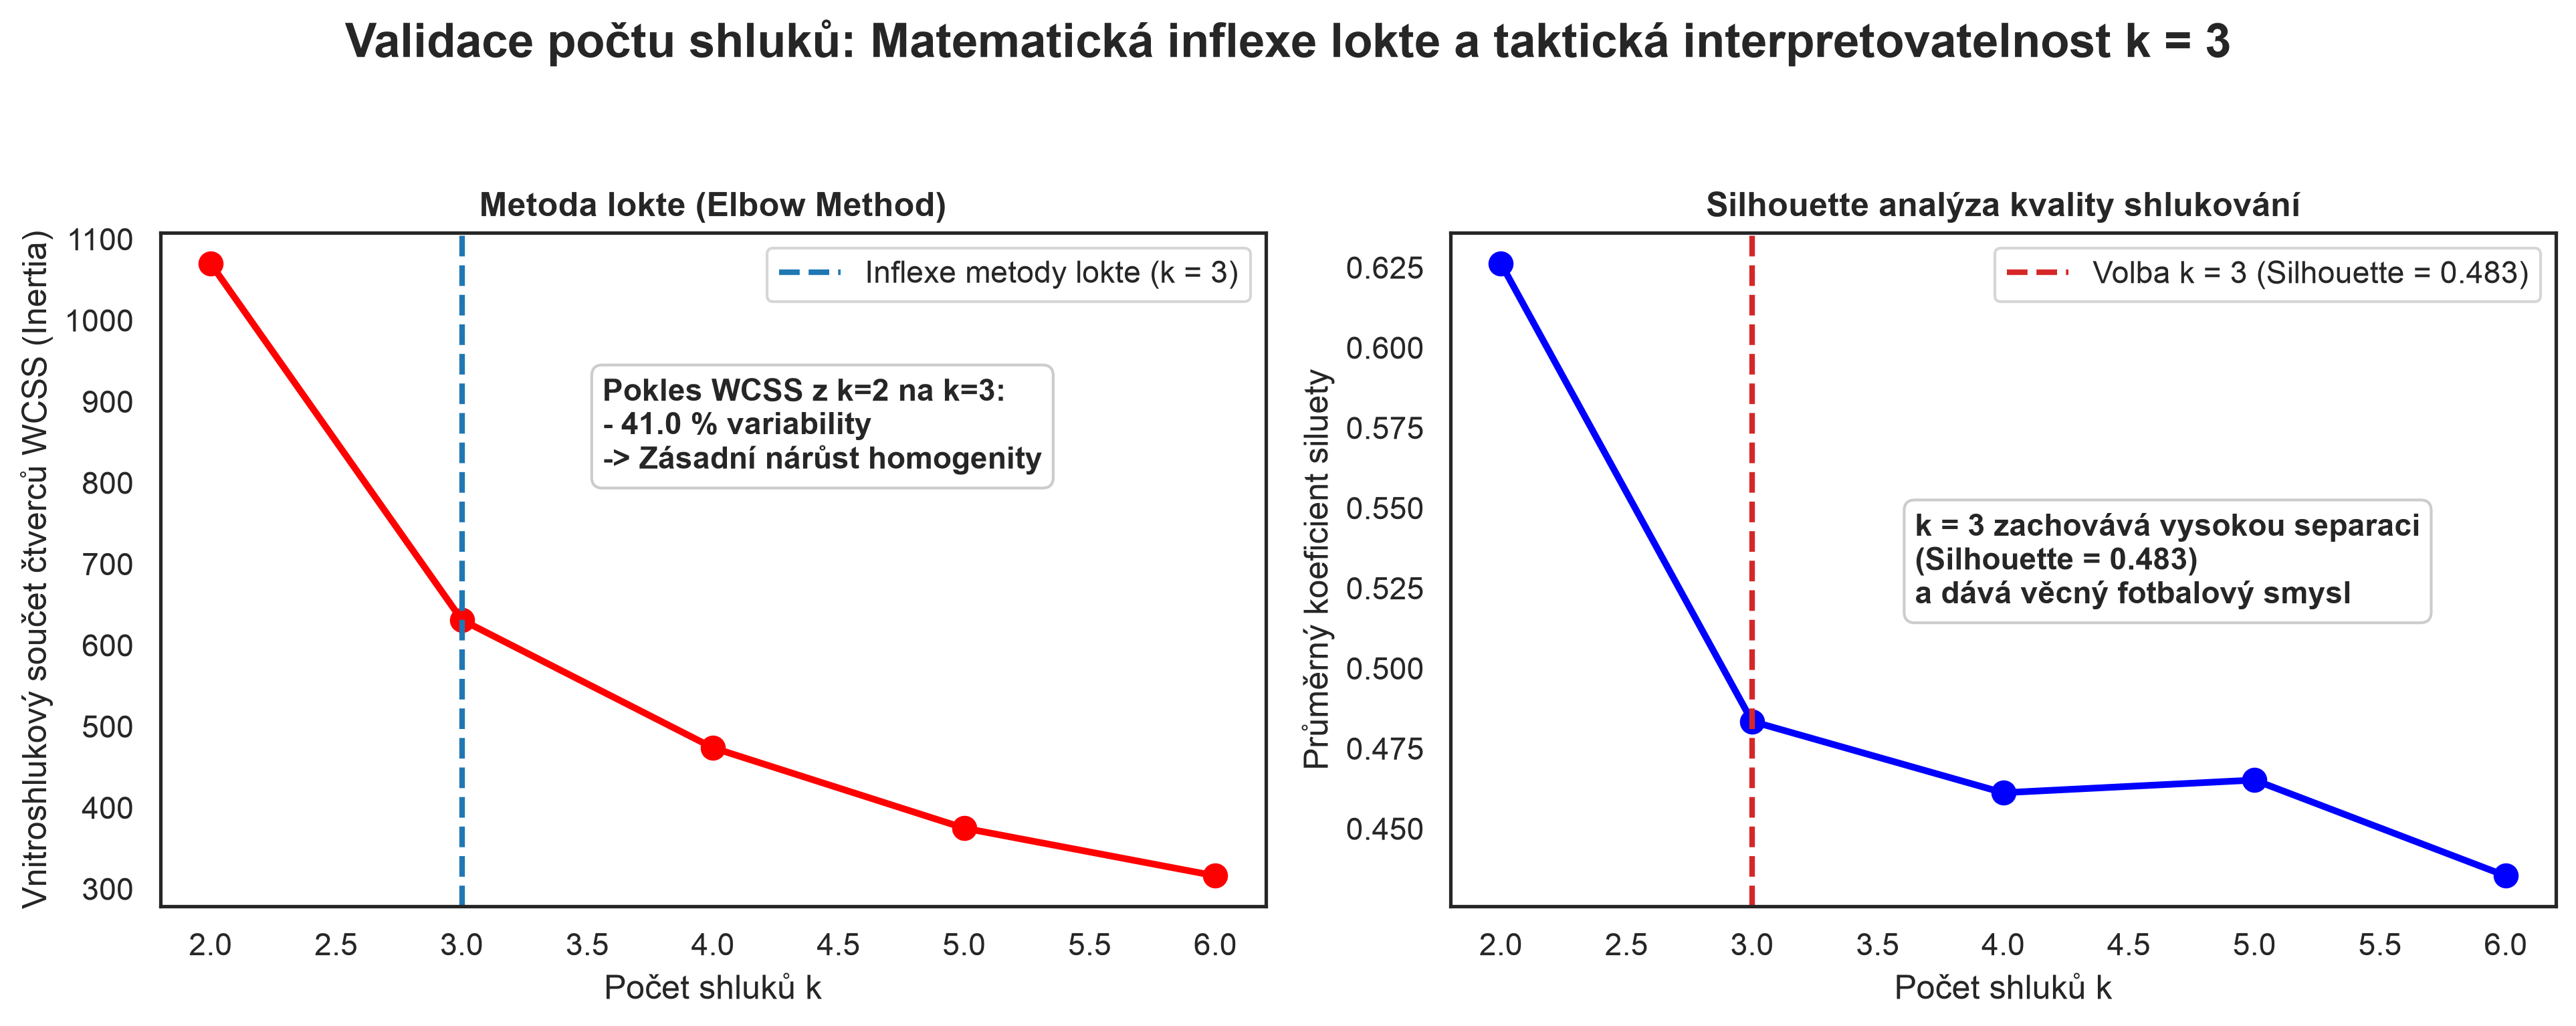 Validace počtu shluků: Matematická inflexe lokte a taktická interpretovatelnost k = 3
Metoda lokte (Elbow Method)
Vnitroshlukový součet čtverců WCSS (Inertia)
1100
1000
900
800
700
600
500
400
300
Inflexe metody lokte (k = 3)
Pokles WCSS z k=2 na k=3:
- 41.0 % variability
-> Zásadní nárůst homogenity
2.0 2.5 3.0 3.5 4.0 4.5 5.0 5.5 6.0
Počet shluků k
Silhouette analýza kvality shlukování
Průměrný koeficient siluety
0.625
0.600
0.575
0.550
0.525
0.500
0.475
0.450
Volba k = 3 (Silhouette = 0.483)
k = 3 zachovává vysokou separaci
(Silhouette = 0.483)
a dává věcný fotbalový smysl
2.0 2.5 3.0 3.5 4.0 4.5 5.0 5.5 6.0
Počet shluků k